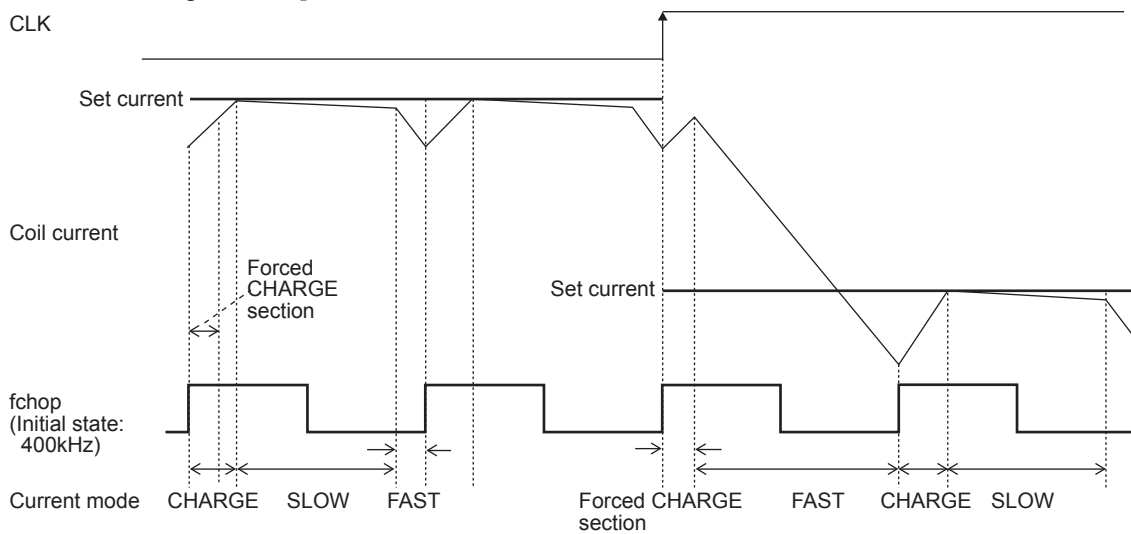 CLK
Set current
Coil current
Forced
CHARGE
section
Set current
fchop
(Initial state:
400kHz)
Current mode CHARGE SLOW FAST Forced CHARGE FAST CHARGE SLOW
section